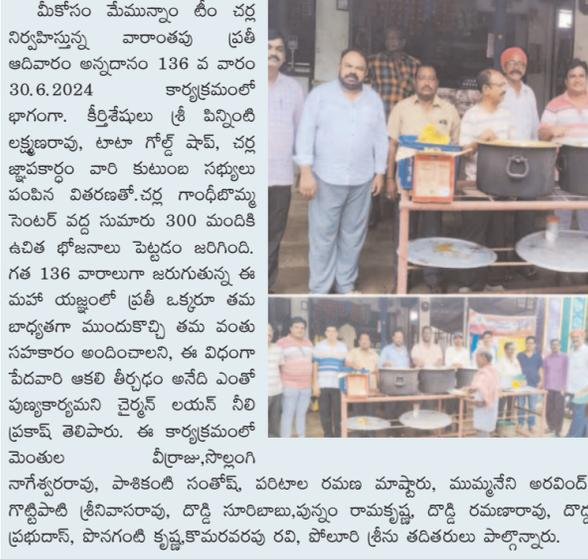 మీకోసం మేమున్నాం టీం చర్ల
నిర్వహిస్తున్న వారాంతపు ప్రతీ
ఆదివారం అన్నదానం 136 వ వారం
30.6.2024 కార్యక్రమంలో
భాగంగా. కీర్తిశేషులు శ్రీ పిన్నింటి
లక్ష్మణరావు, టాటా గోల్డ్ షాప్, చర్ల
జ్ఞాపకార్ధం వారి కుటుంబ సభ్యులు
పంపిన వితరణతో.చర్ల గాంధీబొమ్మ
సెంటర్ వద్ద సుమారు 300 మందికి
ఉచిత భోజనాలు పెట్టడం జరిగింది.
గత 136 వారాలుగా జరుగుతున్న ఈ
మహా యజ్ఞంలో ప్రతీ ఒక్కరూ తమ
బాధ్యతగా ముందుకొచ్చి తమ వంతు
సహకారం అందించాలని, ఈ విధంగా
పేదవారి ఆకలి తీర్చడం అనేది ఎంతో
పుణ్యకార్యమని చైర్మన్ లయన్ నీలి
ప్రకాష్ తెలిపారు. ఈ కార్యక్రమంలో
మెంతుల వీర్రాజు,సొల్లంగి
నాగేశ్వరరావు, పాశికంటి సంతోష్, పరిటాల రమణ మాష్టారు, ముమ్మనేని అరవింద్
గొట్టిపాటి శ్రీనివాసరావు, దొడ్డి సూరిబాబు,పున్నం రామకృష్ణ, దొడ్డి రమణారావు, దొడ్డి
ప్రభుదాస్, పొనగంటి కృష్ణ,కొమరవరపు రవి, పోలూరి శ్రీను తదితరులు పాల్గొన్నారు.